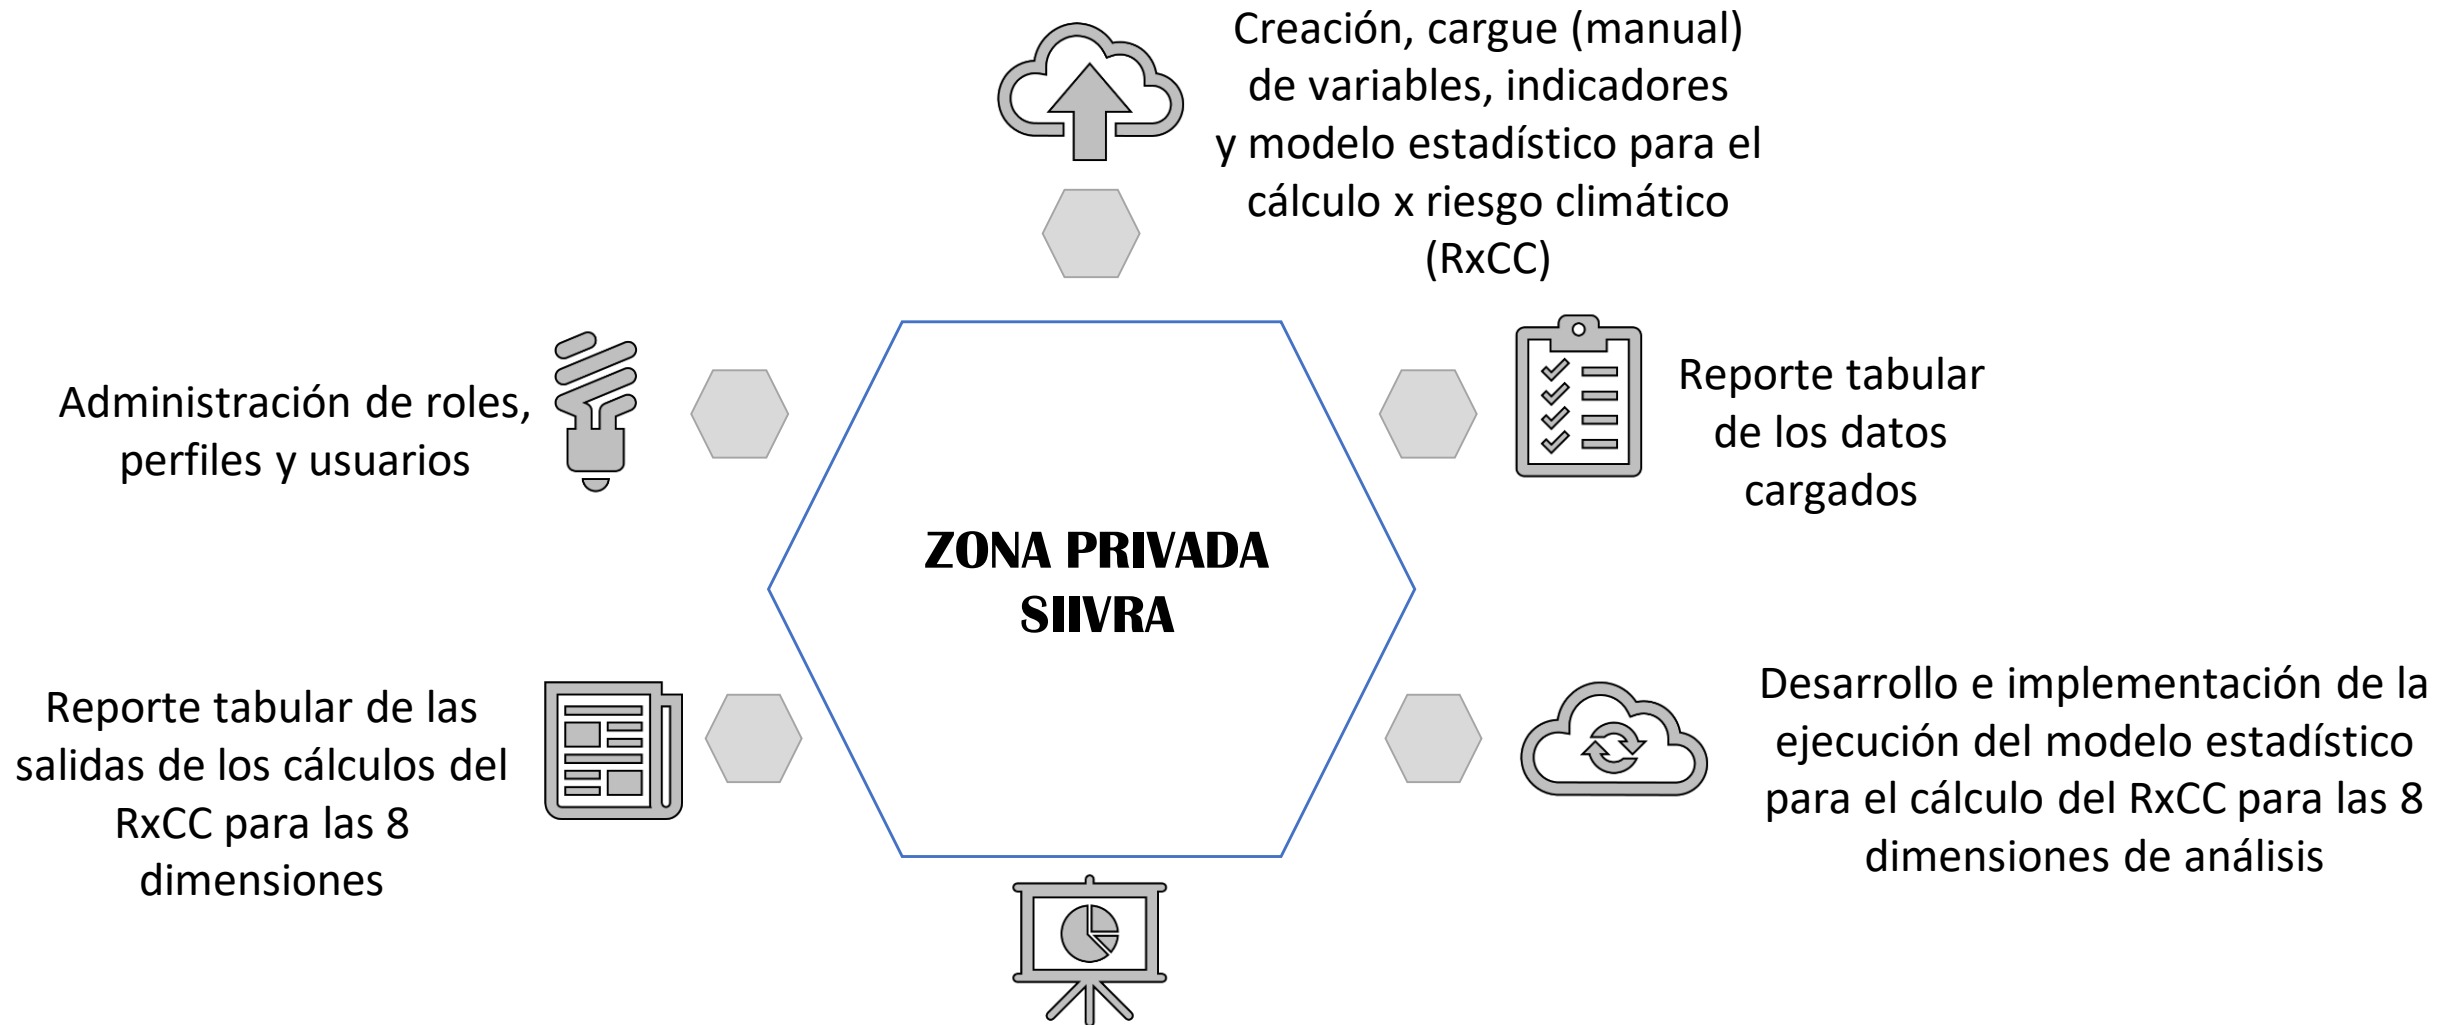 Creación, cargue (manual)
de variables, indicadores
y modelo estadístico para el
cálculo x riesgo climático
(RxCC)
Administración de roles,
perfiles y usuarios
Reporte tabular
de los datos
cargados
ZONA PRIVADA
SIIVRA
Reporte tabular de las
salidas de los cálculos del
RxCC para las 8
dimensiones
Desarrollo e implementación de la
ejecución del modelo estadístico
para el cálculo del RxCC para las 8
dimensiones de análisis